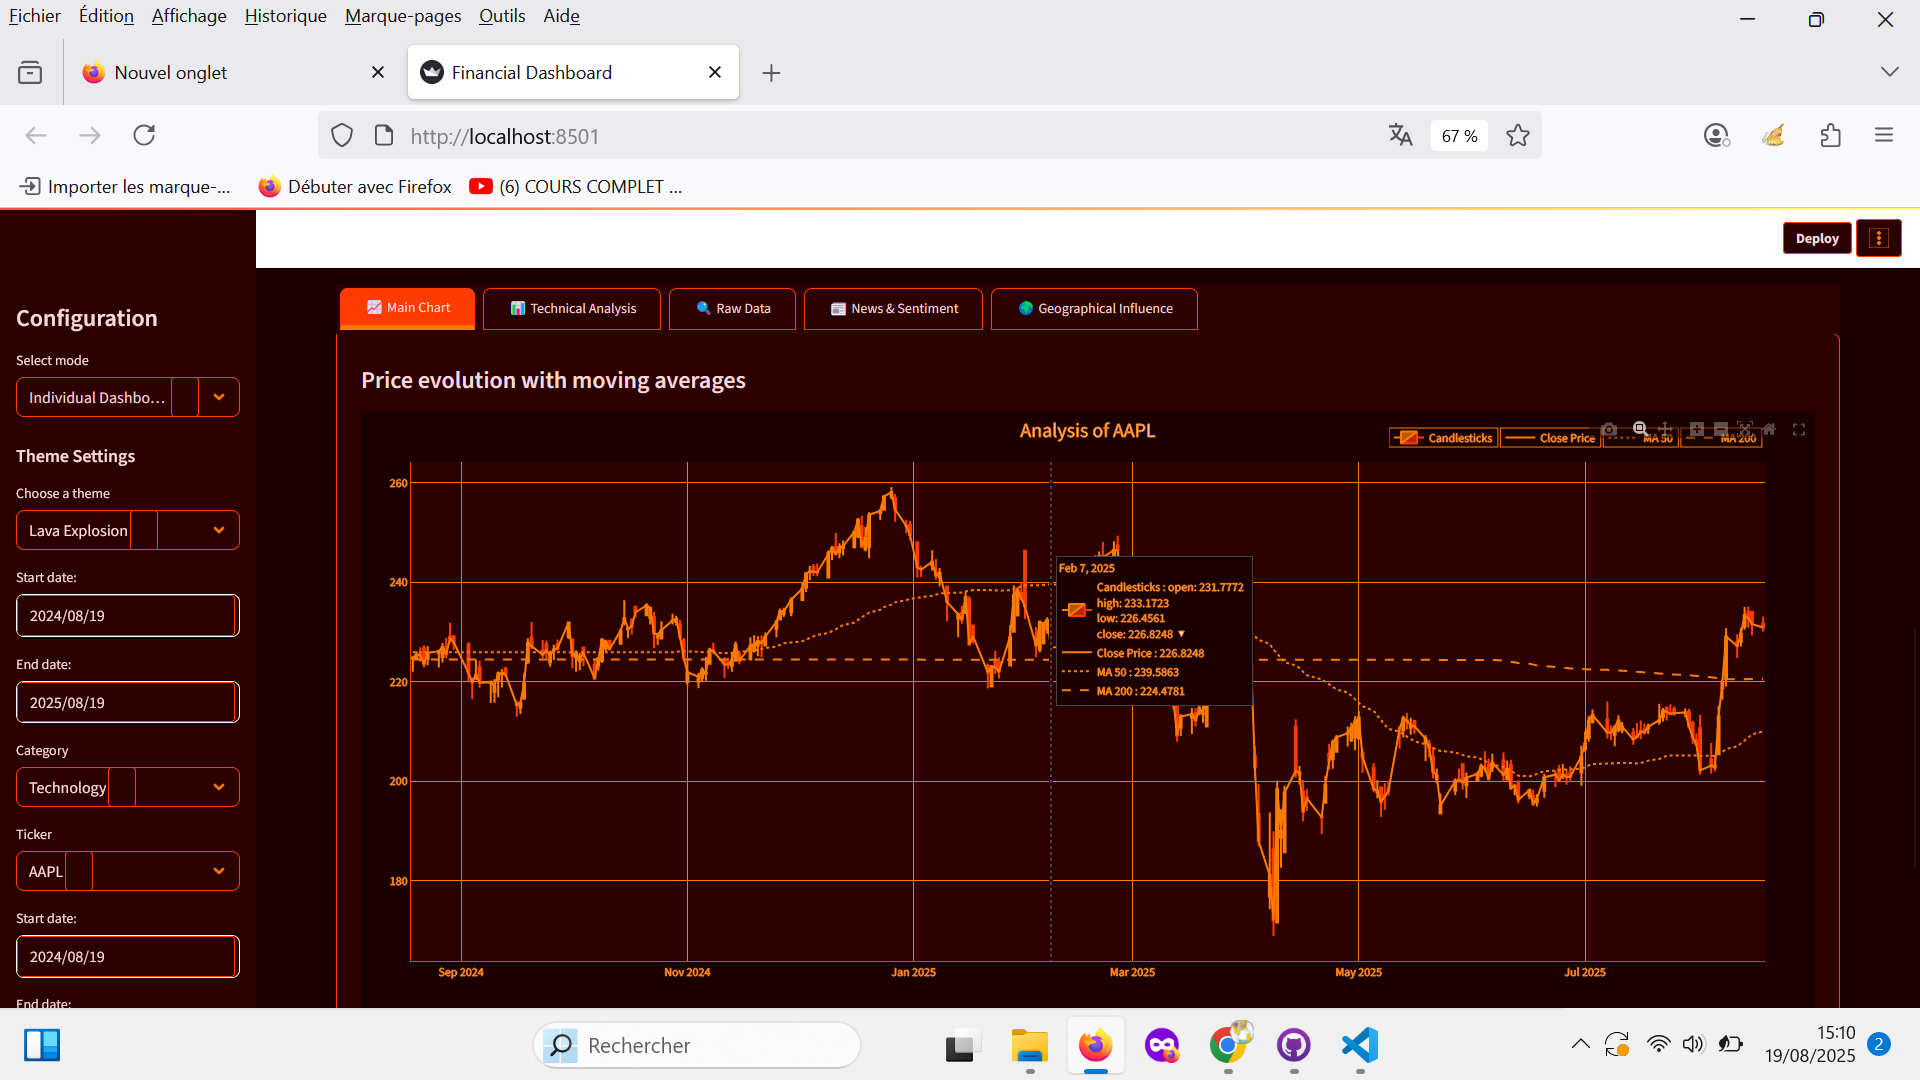 Fichier Édition Affichage Historique Marque-pages Outils Aide
Nouvel onglet
Financial Dashboard
http://localhost:8501
67 %
Importer les marque-...
Débuter avec Firefox
(6) COURS COMPLET ...
Deploy
Configuration
Select mode
Individual Dashbo...
Theme Settings
Choose a theme
Lava Explosion
Start date:
2024/08/19
End date:
2025/08/19
Category
Technology
Ticker
AAPL
Start date:
2024/08/19
End date:
Main Chart
Technical Analysis
Raw Data
News & Sentiment
Geographical Influence
Price evolution with moving averages
Analysis of AAPL
Candlesticks
Close Price
MA 50
MA 200
260
240
220
200
180
Feb 7, 2025
Candlesticks : open: 231.7772
high: 233.1723
low: 226.4561
close: 226.8248 ▼
Close Price : 226.8248
MA 50 : 239.5863
MA 200 : 224.4781
Sep 2024
Nov 2024
Jan 2025
Mar 2025
May 2025
Jul 2025
Rechercher
15:10
19/08/2025
2